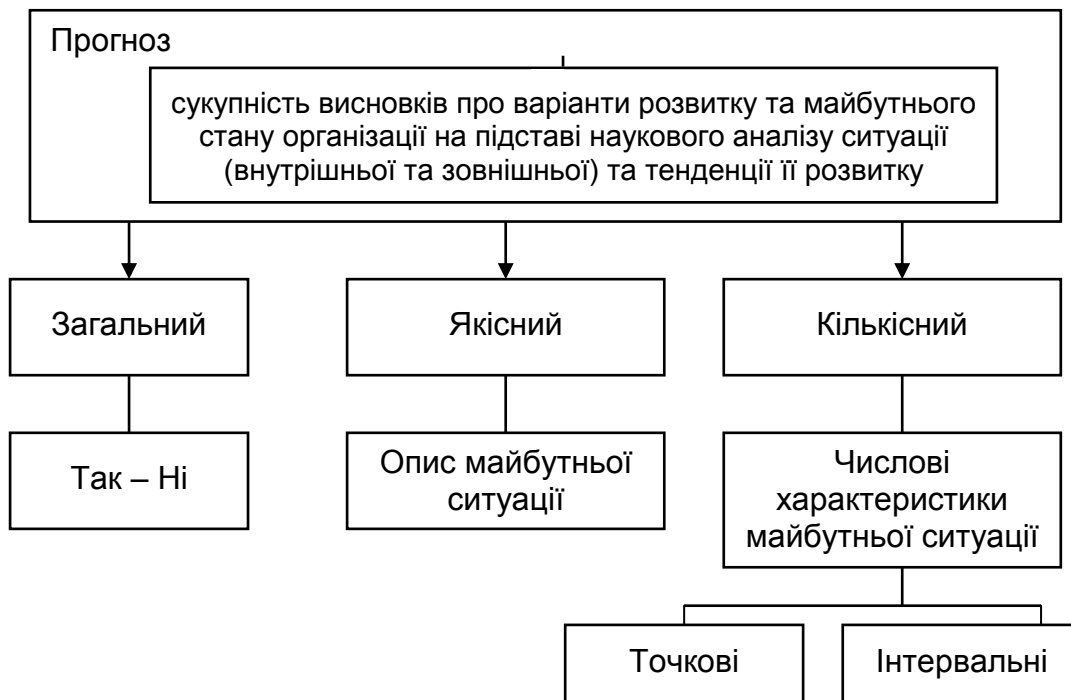 Прогноз
сукупність висновків про варіанти розвитку та майбутнього
стану організації на підставі наукового аналізу ситуації
(внутрішньої та зовнішньої) та тенденції її розвитку
Загальний
Якісний
Кількісний
Так – Ні
Опис майбутньої
ситуації
Числові
характеристики
майбутньої ситуації
Точкові
Інтервальні